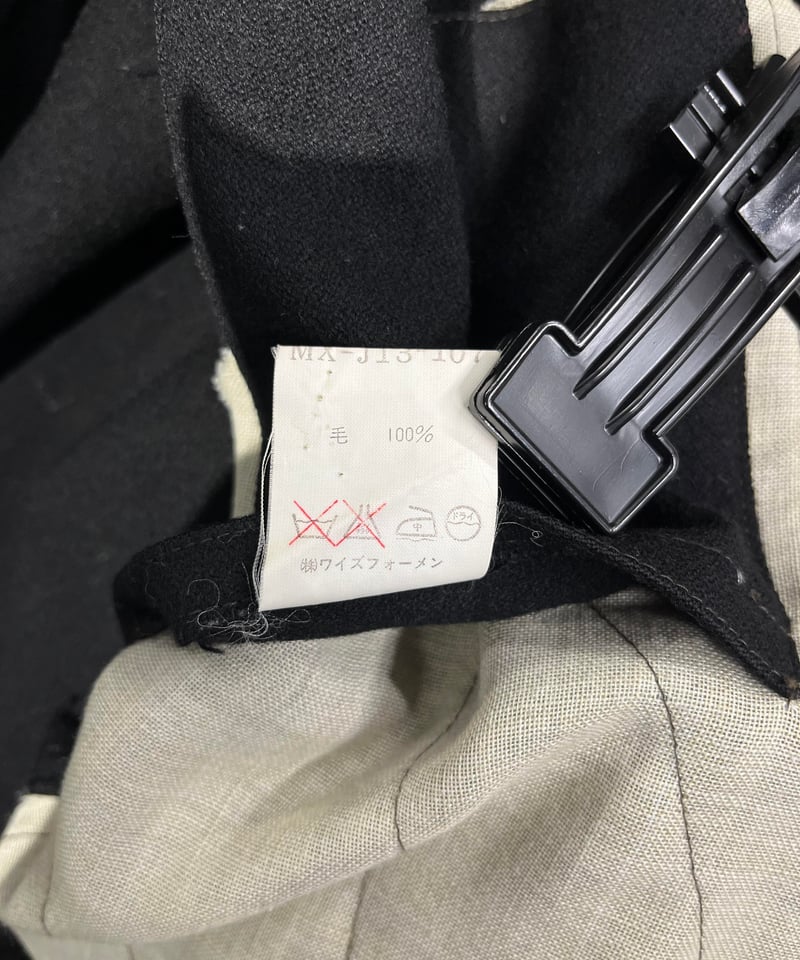 MX-J13-107
毛 100%
中 ドライ
㈱ワイズフォーメン